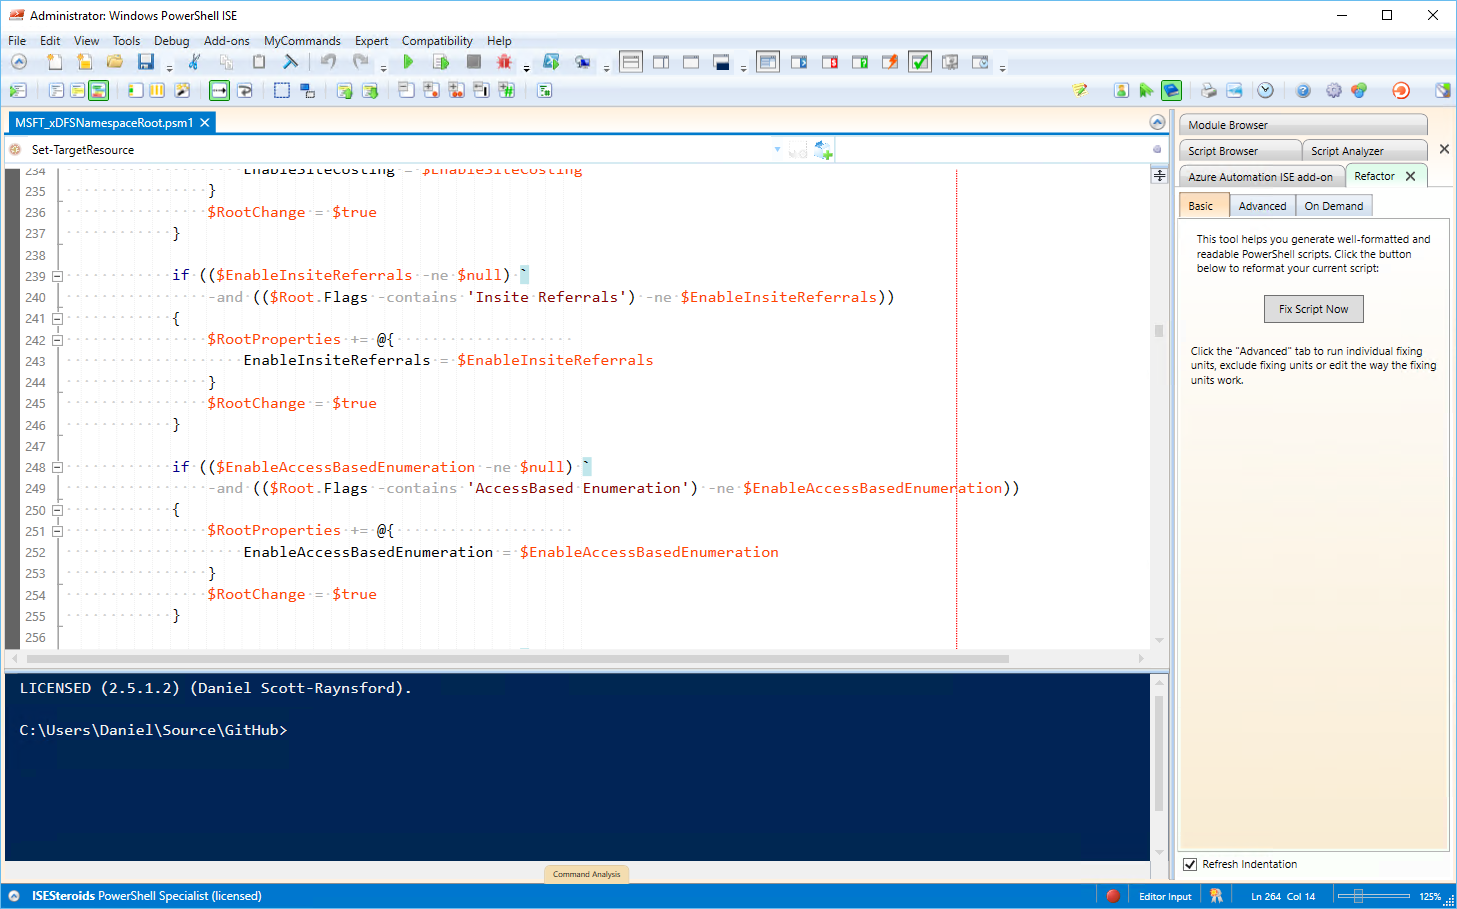 Administrator: Windows PowerShell ISE
File Edit View Tools Debug Add-ons MyCommands Expert Compatibility Help
MSFT_xDFSNamespaceRoot.psm1
Set-TargetResource
234 EnableSiteCosting = $EnableSiteCosting
235 }
236 $RootChange = $true
237 }
238
239 if (($EnableInsiteReferrals -ne $null) `
240 -and (($Root.Flags -contains 'Insite Referrals') -ne $EnableInsiteReferrals))
241 {
242 $RootProperties += @{
243 EnableInsiteReferrals = $EnableInsiteReferrals
244 }
245 $RootChange = $true
246 }
247
248 if (($EnableAccessBasedEnumeration -ne $null) `
249 -and (($Root.Flags -contains 'AccessBased Enumeration') -ne $EnableAccessBasedEnumeration))
250 {
251 $RootProperties += @{
252 EnableAccessBasedEnumeration = $EnableAccessBasedEnumeration
253 }
254 $RootChange = $true
255 }
256
LICENSED (2.5.1.2) (Daniel Scott-Raynsford).
C:\Users\Daniel\Source\GitHub>
Command Analysis
Module Browser
Script Browser Script Analyzer
Azure Automation ISE add-on Refactor
Basic Advanced On Demand
This tool helps you generate well-formatted and
readable PowerShell scripts. Click the button
below to reformat your current script:
Fix Script Now
Click the "Advanced" tab to run individual fixing
units, exclude fixing units or edit the way the fixing
units work.
Refresh Indentation
ISESteroids PowerShell Specialist (licensed)
Editor Input
Ln 264 Col 14
125%